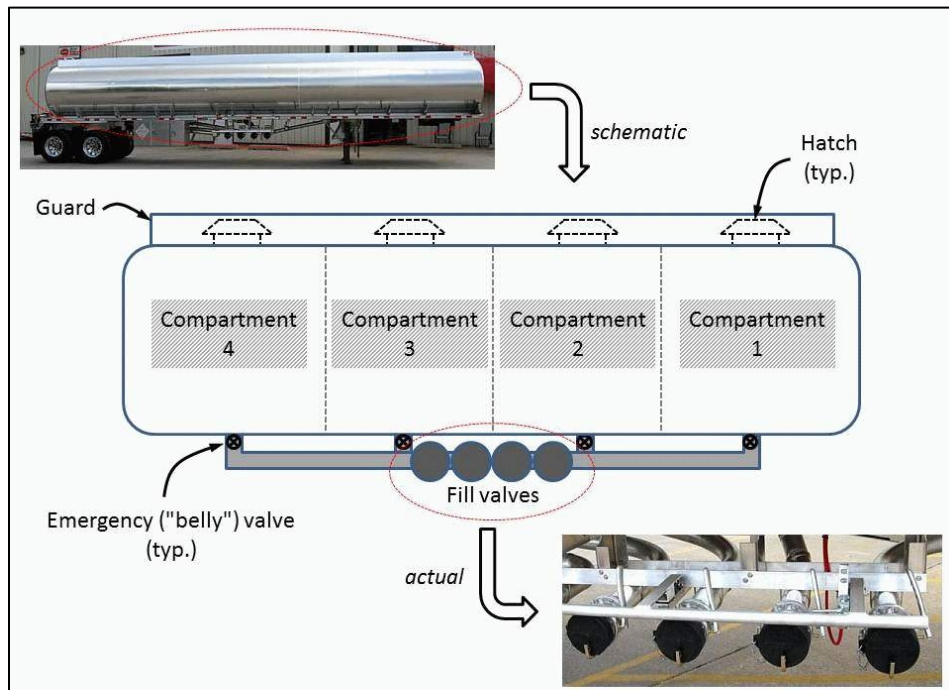 schematic
Hatch
(typ.)
Guard
Compartment
4
Compartment
3
Compartment
2
Compartment
1
Fill valves
Emergency ("belly") valve
(typ.)
actual